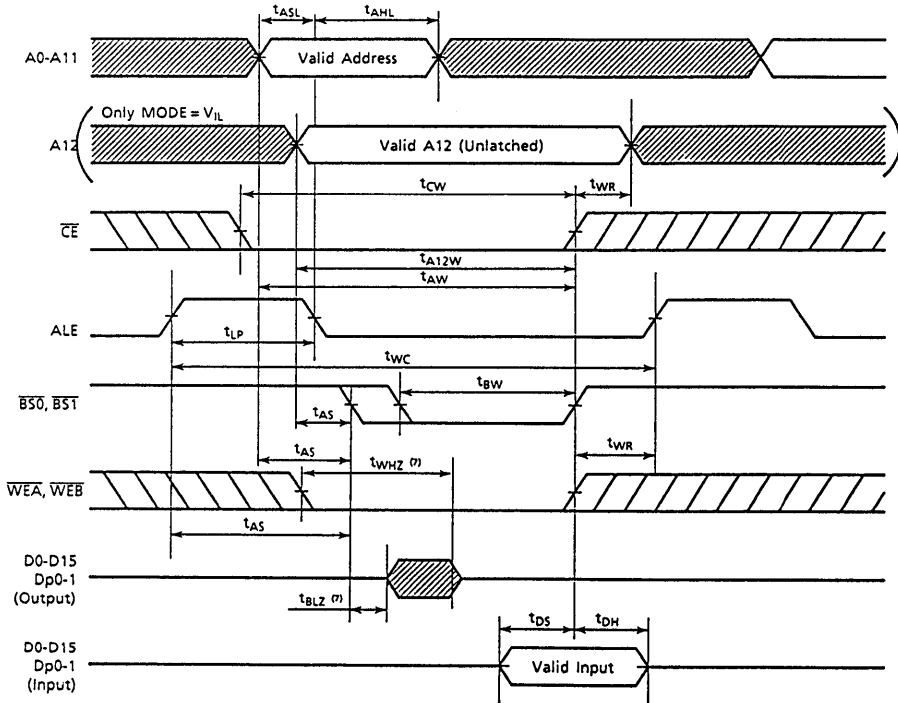 tASL tAHL
A0-A11 Valid Address
Only MODE = VIL
A12 Valid A12 (Unlatched)
tCW tWR
CE
tA12W
tAW
ALE
tLP
tWC
tBW
BS0, BS1
tAS
tWR
tAS
tWHZ (7)
WEA, WEB
tAS
D0-D15
Dp0-1
(Output)
tBLZ (7)
tDS tDH
D0-D15
Dp0-1
(Input)
Valid Input